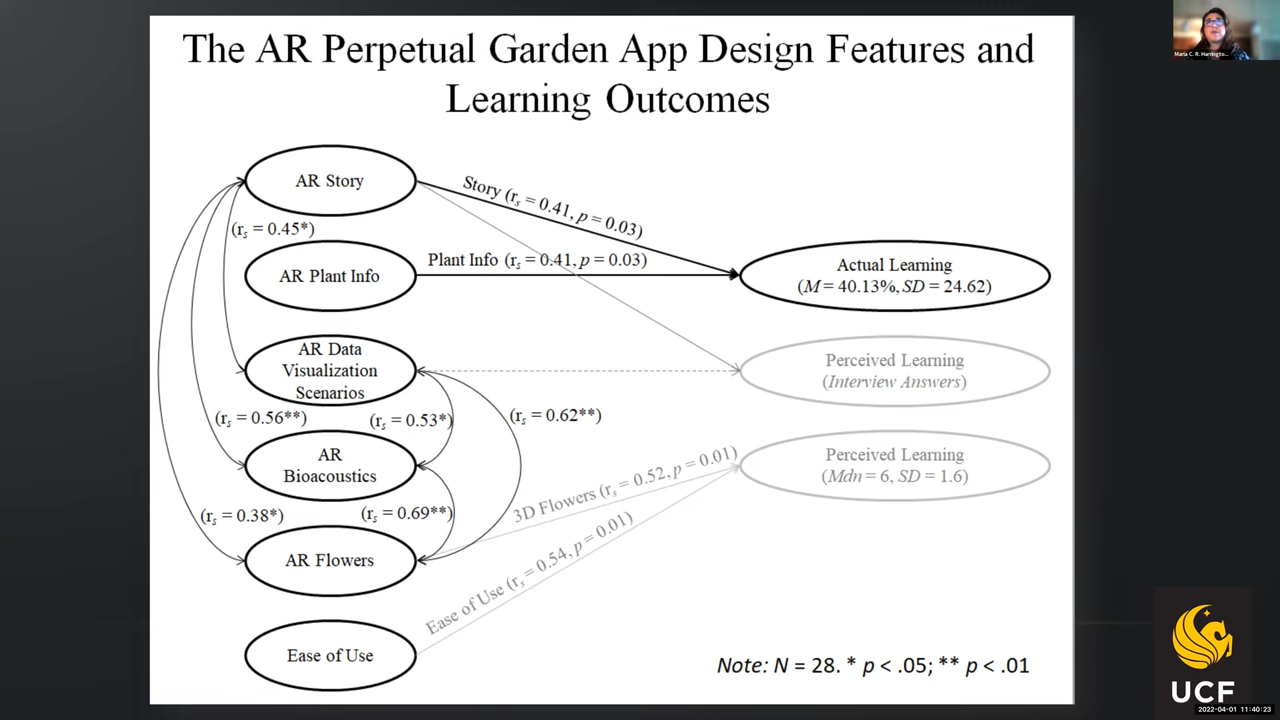 The AR Perpetual Garden App Design Features and
Learning Outcomes
Maria C. R. Harringto...
AR Story
Story (rs = 0.41, p = 0.03)
(rs = 0.45*)
AR Plant Info
Plant Info (rs = 0.41, p = 0.03)
Actual Learning
(M = 40.13%, SD = 24.62)
AR Data
Visualization
Scenarios
Perceived Learning
(Interview Answers)
(rs = 0.56**)
(rs = 0.53*)
(rs = 0.62**)
AR
Bioacoustics
Perceived Learning
(Mdn = 6, SD = 1.6)
3D Flowers (rs = 0.52, p = 0.01)
(rs = 0.38*)
(rs = 0.69**)
AR Flowers
Ease of Use (rs = 0.54, p = 0.01)
Ease of Use
Note: N = 28. * p < .05; ** p < .01
UCF
2022-04-01 11:40:23